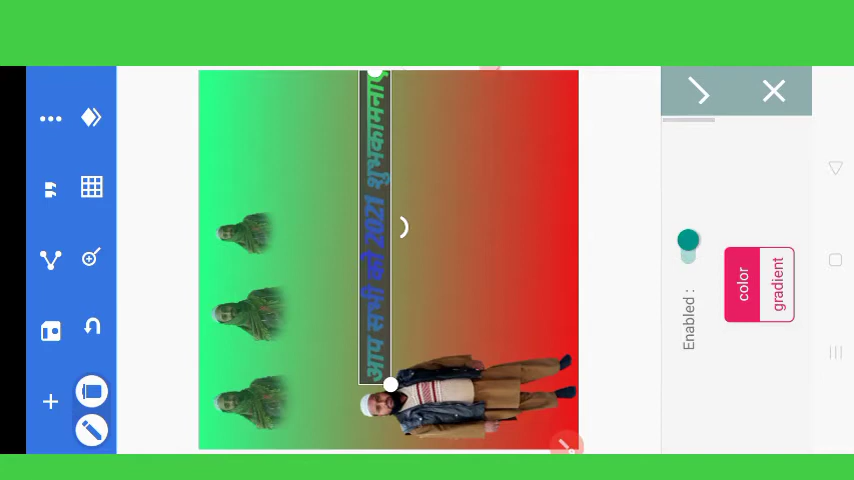 आप सभी को 2021 शुभकामनाएं
Enabled :
color
gradient